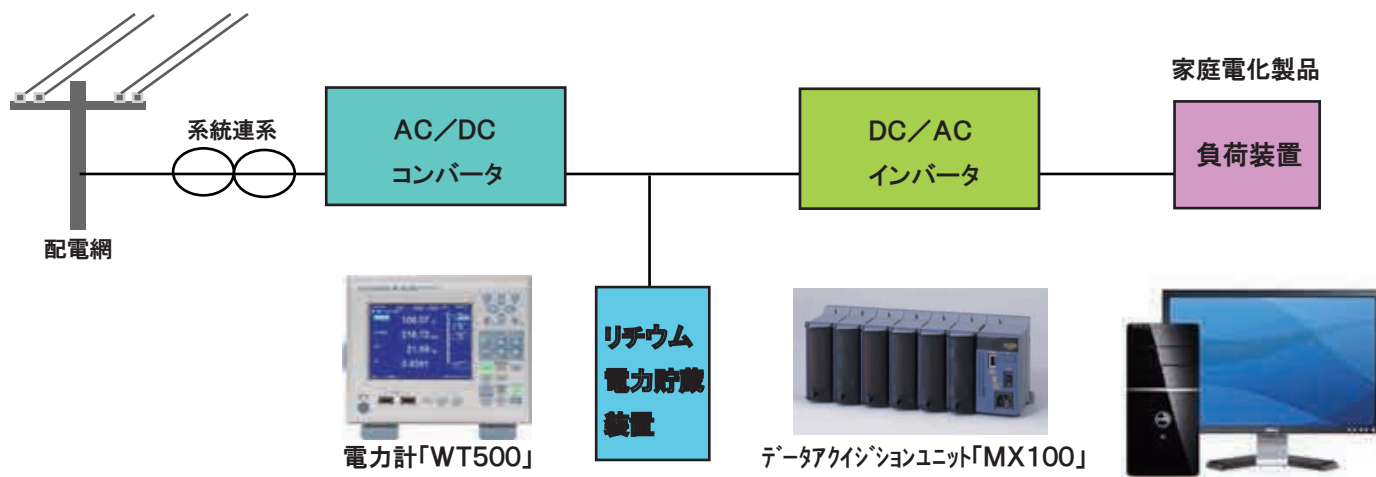 家庭電化製品
系統連系
AC／DC
コンバータ
DC／AC
インバータ
負荷装置
配電網
リチウム
電力貯蔵
装置
電力計「WT500」
データアクイジションユニット「MX100」